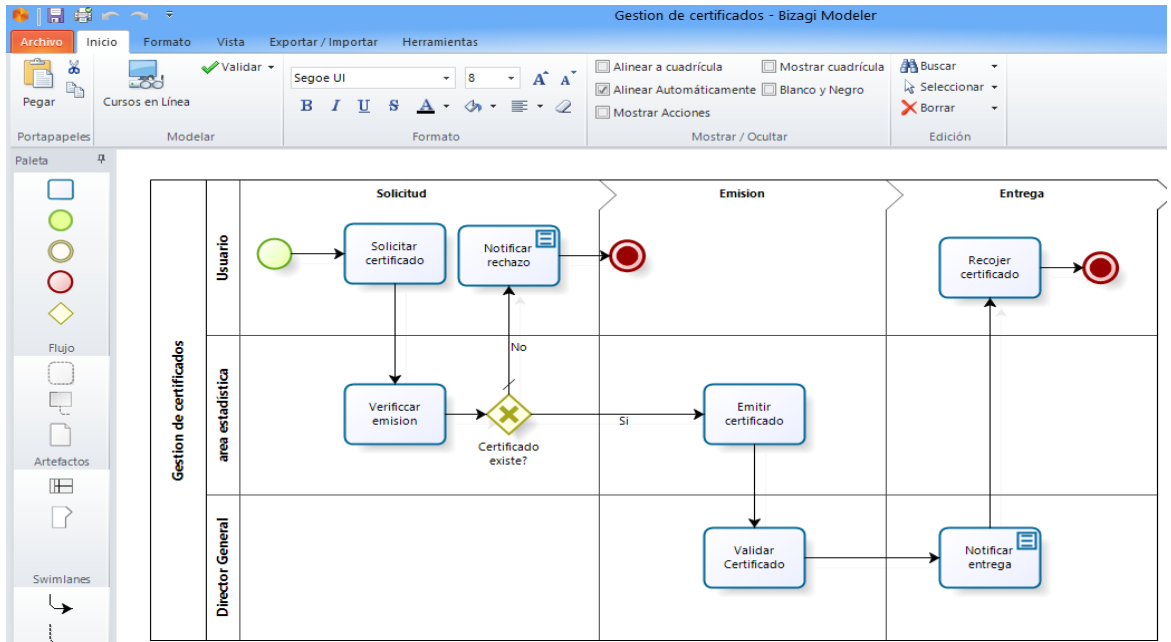 Gestion de certificados - Bizagi Modeler
Archivo Inicio Formato Vista Exportar / Importar Herramientas
Pegar
Cursos en Línea
Validar
Segoe UI 8 A A
B I U S A
Alinear a cuadrícula Mostrar cuadrícula
Alinear Automáticamente Blanco y Negro
Mostrar Acciones
Buscar
Seleccionar
Borrar
Portapapeles Modelar Formato Mostrar / Ocultar Edición
Paleta
Flujo
Artefactos
Swimlanes
Gestion de certificados
Solicitud Emision Entrega
Usuario
Solicitar
certificado
Notificar
rechazo
Recojer
certificado
No
area estadística
Verificcar
emision
Certificado
existe?
Si
Emitir
certificado
Director General
Validar
Certificado
Notificar
entrega